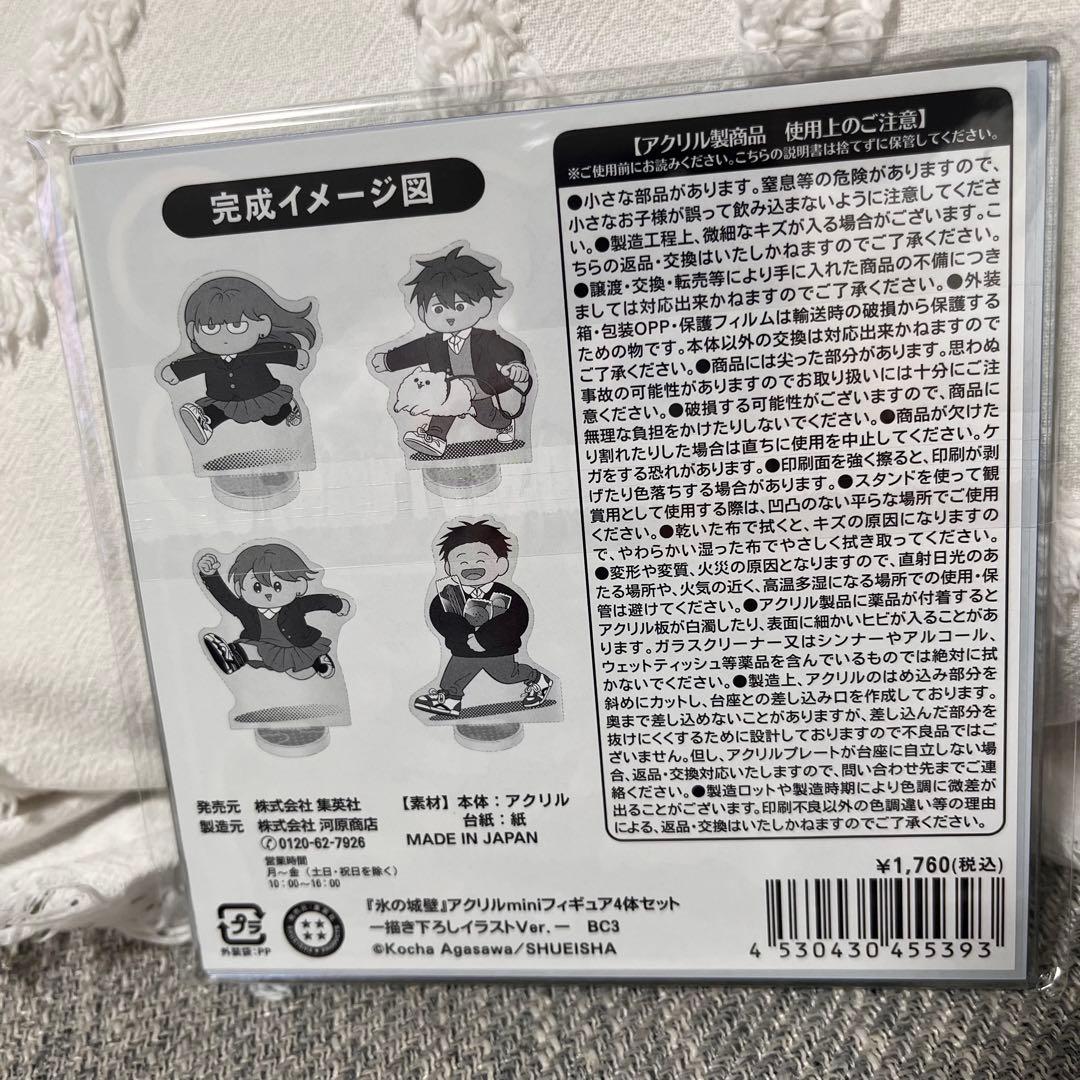 完成イメージ図
【アクリル製商品 使用上のご注意】
※ご使用前にお読みください。こちらの説明書は捨てずに保管してください。
●小さな部品があります。窒息等の危険がありますので、
小さなお子様が誤って飲み込まないように注意してくださ
い。●製造工程上、微細なキズが入る場合がございます。こ
ちらの返品・交換はいたしかねますのでご了承ください。
●譲渡・交換・転売等により手に入れた商品の不備につき
ましては対応出来かねますのでご了承ください。●外装
箱・包装OPP・保護フィルムは輸送時の破損から保護する
ための物です。本体以外の交換は対応出来かねますので
ご了承ください。●商品には尖った部分があります。思わぬ
事故の可能性がありますのでお取り扱いには十分にご注
意ください。●破損する可能性がございますので、商品に
無理な負担をかけたりしないでください。●商品が欠けた
り割れたりした場合は直ちに使用を中止してください。ケ
ガをする恐れがあります。●印刷面を強く擦ると、印刷が剥
げたり色落ちする場合があります。●スタンドを使って観
賞用として使用する際は、凹凸のない平らな場所でご使用
ください。●乾いた布で拭くと、キズの原因になりますの
で、やわらかい湿った布でやさしく拭き取ってください。
●変形や変質、火災の原因となりますので、直射日光のあ
たる場所や、火気の近く、高温多湿になる場所での使用・保
管は避けてください。●アクリル製品に薬品が付着すると
アクリル板が白濁したり、表面に細かいヒビが入ることがあ
ります。ガラスクリーナー又はシンナーやアルコール、
ウェットティッシュ等薬品を含んでいるものでは絶対に拭
かないでください。●製造上、アクリルのはめ込み部分を
斜めにカットし、台座との差し込み口を作成しております。
奥まで差し込めないことがありますが、差し込んだ部分を
抜けにくくするために設計しておりますので不良品ではご
ざいません。但し、アクリルプレートが台座に自立しない場
合、返品・交換対応いたしますので、問い合わせ先までご連
絡ください。●製造ロットや製造時期により色調に微差が
出ることがございます。印刷不良以外の色調違い等の理由
による、返品・交換はいたしかねますのでご了承ください。
発売元 株式会社 集英社
製造元 株式会社 河原商店
✆0120-62-7926
営業時間
月～金（土日・祝日を除く）
10：00～16：00
【素材】本体：アクリル
台紙：紙
MADE IN JAPAN
¥1,760(税込)
プラ
外装袋:PP
『氷の城壁』アクリルminiフィギュア4体セット
ー描き下ろしイラストVer.ー BC3
©Kocha Agasawa/SHUEISHA
4 530430 455393